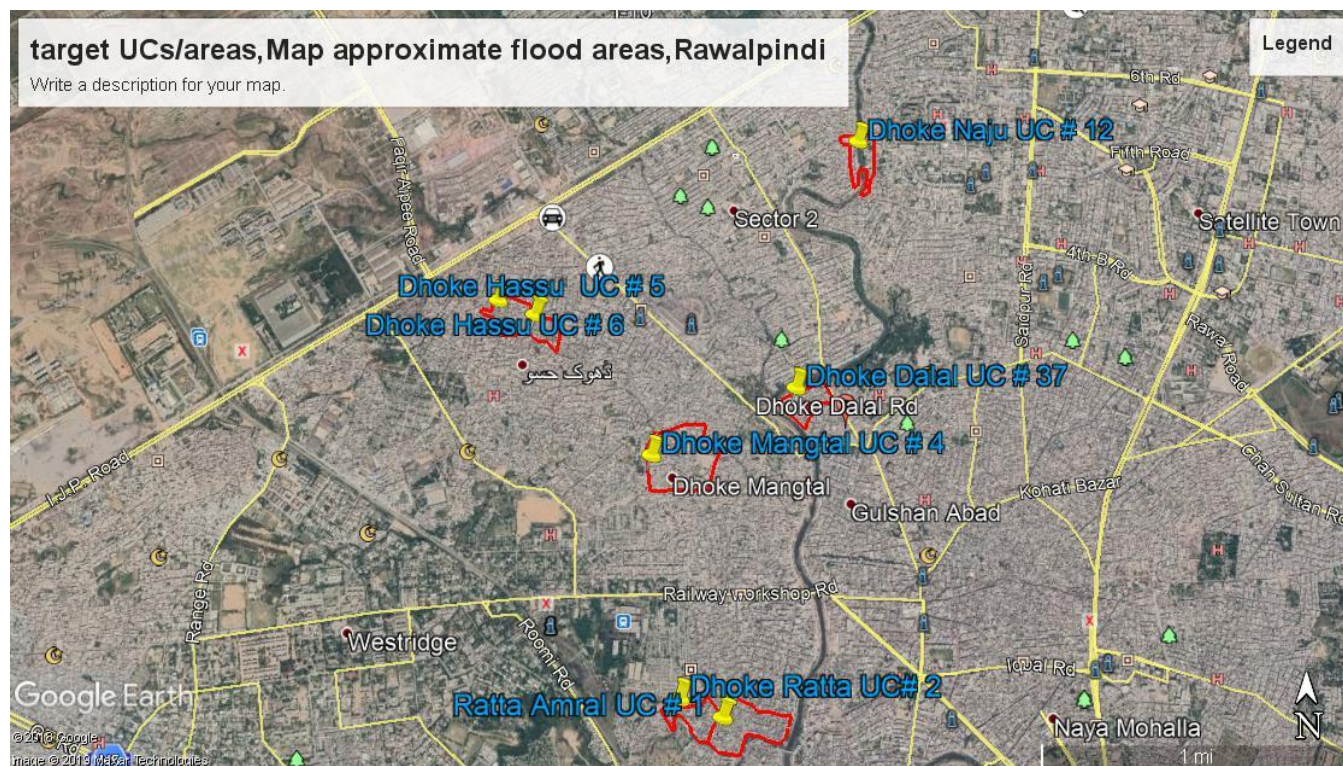 I-10
target UCs/areas,Map approximate flood areas,Rawalpindi
Write a description for your map.
Legend
6th Rd
Dhoke Naju UC # 12
Fifth Road
Faqir Aipee Road
Sector 2
Satellite Town
4th B Rd
Saidpur Rd
Dhoke Hassu UC # 5
Dhoke Hassu UC # 6
Rawal Road
ڈھوک حسو
Dhoke Dalal UC # 37
Dhoke Dalal Rd
Dhoke Mangtal UC # 4
I.J.P. Road
Dhoke Mangtal
Chah Sultan Rd
Kohati Bazar
Gulshan Abad
Range Rd
Railway workshop Rd
Westridge
Roomi Rd
Iqbal Rd
Google Earth
Dhoke Ratta UC# 2
Ratta Amral UC # 1
N
Naya Mohalla
1 mi
Image © 2019 Maxar Technologies